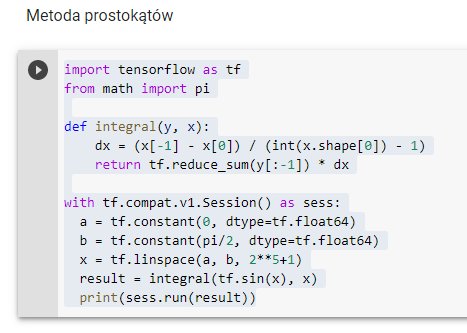 Metoda prostokątów
import tensorflow as tf
from math import pi
def integral(y, x):
    dx = (x[-1] - x[0]) / (int(x.shape[0]) - 1)
    return tf.reduce_sum(y[:-1]) * dx
with tf.compat.v1.Session() as sess:
  a = tf.constant(0, dtype=tf.float64)
  b = tf.constant(pi/2, dtype=tf.float64)
  x = tf.linspace(a, b, 2**5+1)
  result = integral(tf.sin(x), x)
  print(sess.run(result))